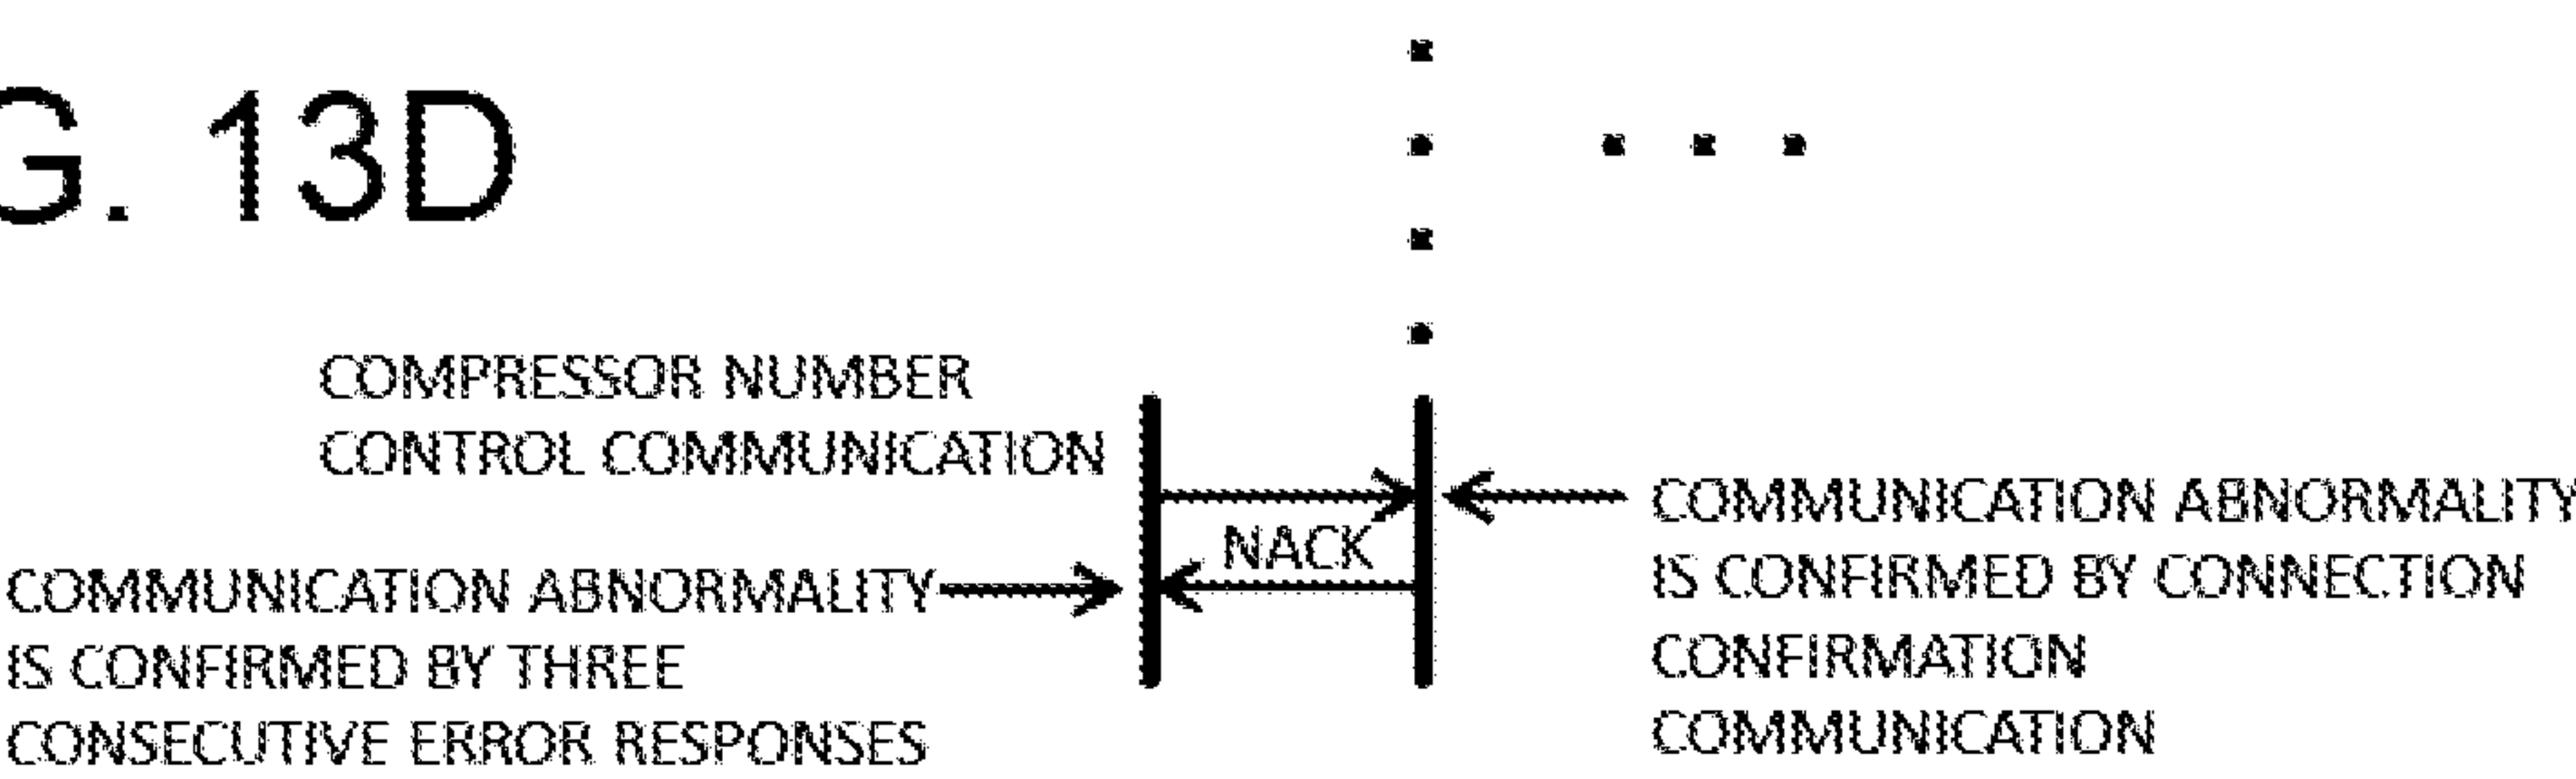 G. 13D
COMPRESSOR NUMBER
CONTROL COMMUNICATION
NACK
COMMUNICATION ABNORMALITY
IS CONFIRMED BY THREE
CONSECUTIVE ERROR RESPONSES
COMMUNICATION ABNORMALITY
IS CONFIRMED BY CONNECTION
CONFIRMATION
COMMUNICATION